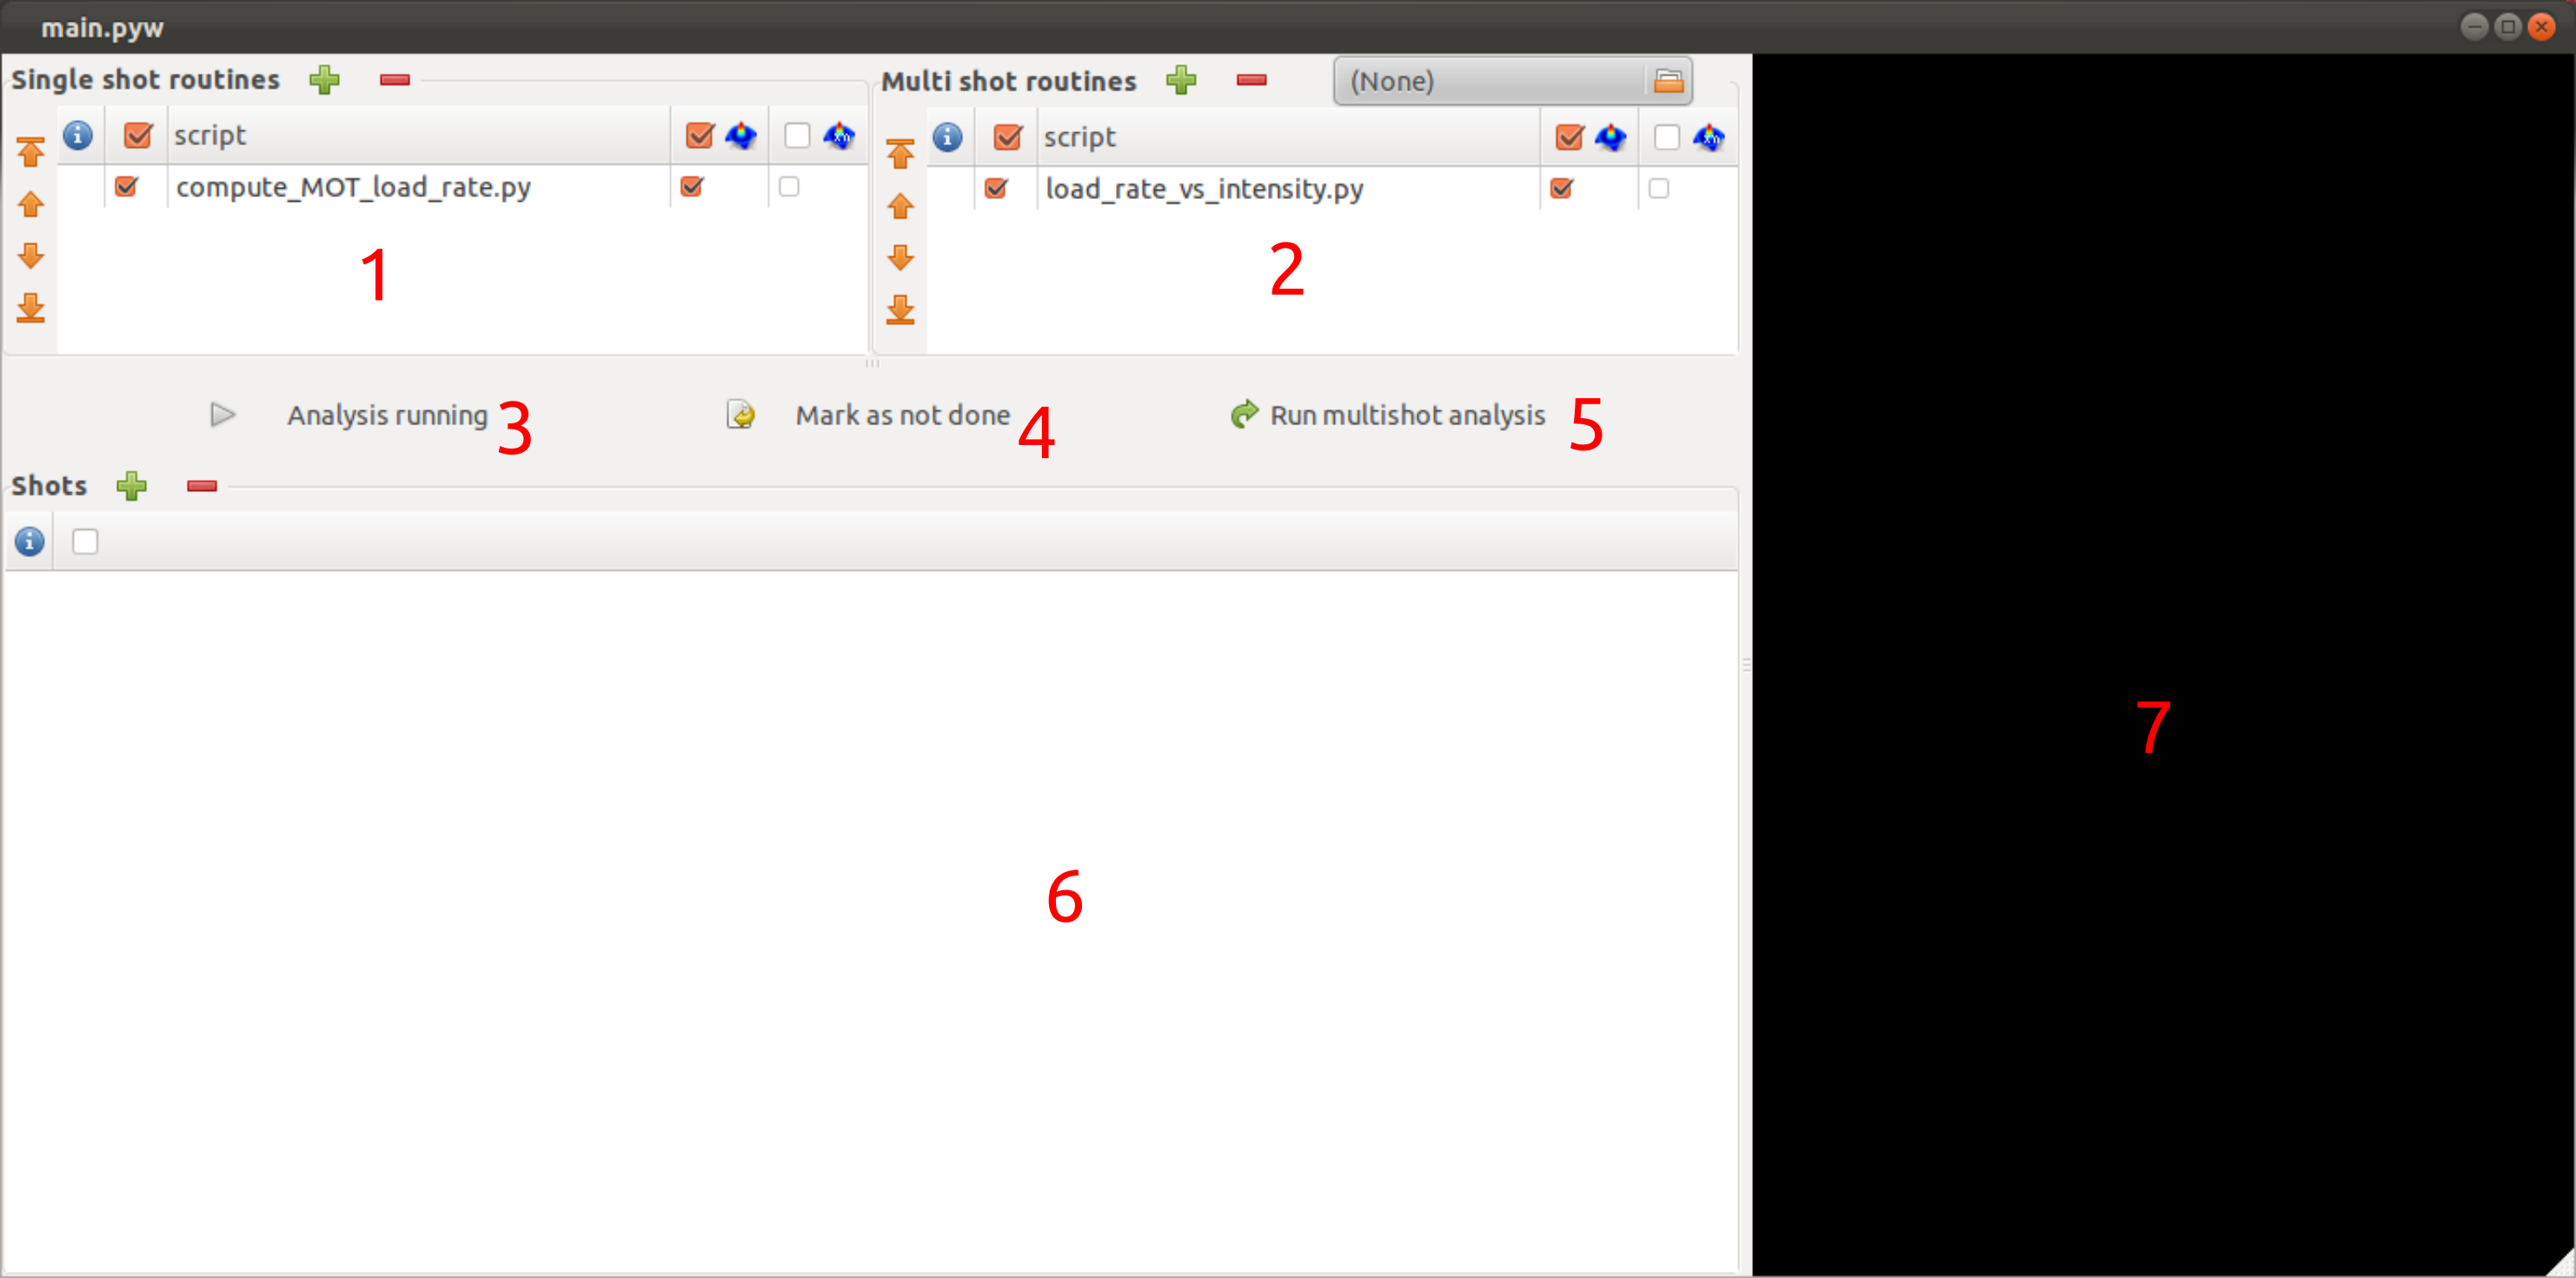 main.pyw
Single shot routines
Multi shot routines
(None)
script
script
compute_MOT_load_rate.py
load_rate_vs_intensity.py
1
2
Analysis running 3
Mark as not done 4
Run multishot analysis 5
Shots
6
7